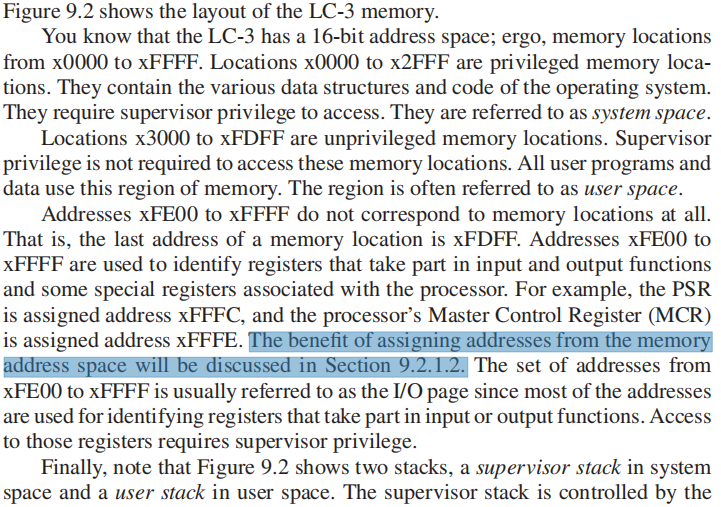 Figure 9.2 shows the layout of the LC-3 memory.
You know that the LC-3 has a 16-bit address space; ergo, memory locations
from x0000 to xFFFF. Locations x0000 to x2FFF are privileged memory loca-
tions. They contain the various data structures and code of the operating system.
They require supervisor privilege to access. They are referred to as system space.
Locations x3000 to xFDFF are unprivileged memory locations. Supervisor
privilege is not required to access these memory locations. All user programs and
data use this region of memory. The region is often referred to as user space.
Addresses xFE00 to xFFFF do not correspond to memory locations at all.
That is, the last address of a memory location is xFDFF. Addresses xFE00 to
xFFFF are used to identify registers that take part in input and output functions
and some special registers associated with the processor. For example, the PSR
is assigned address xFFFC, and the processor’s Master Control Register (MCR)
is assigned address xFFFE. The benefit of assigning addresses from the memory
address space will be discussed in Section 9.2.1.2. The set of addresses from
xFE00 to xFFFF is usually referred to as the I/O page since most of the addresses
are used for identifying registers that take part in input or output functions. Access
to those registers requires supervisor privilege.
Finally, note that Figure 9.2 shows two stacks, a supervisor stack in system
space and a user stack in user space. The supervisor stack is controlled by the